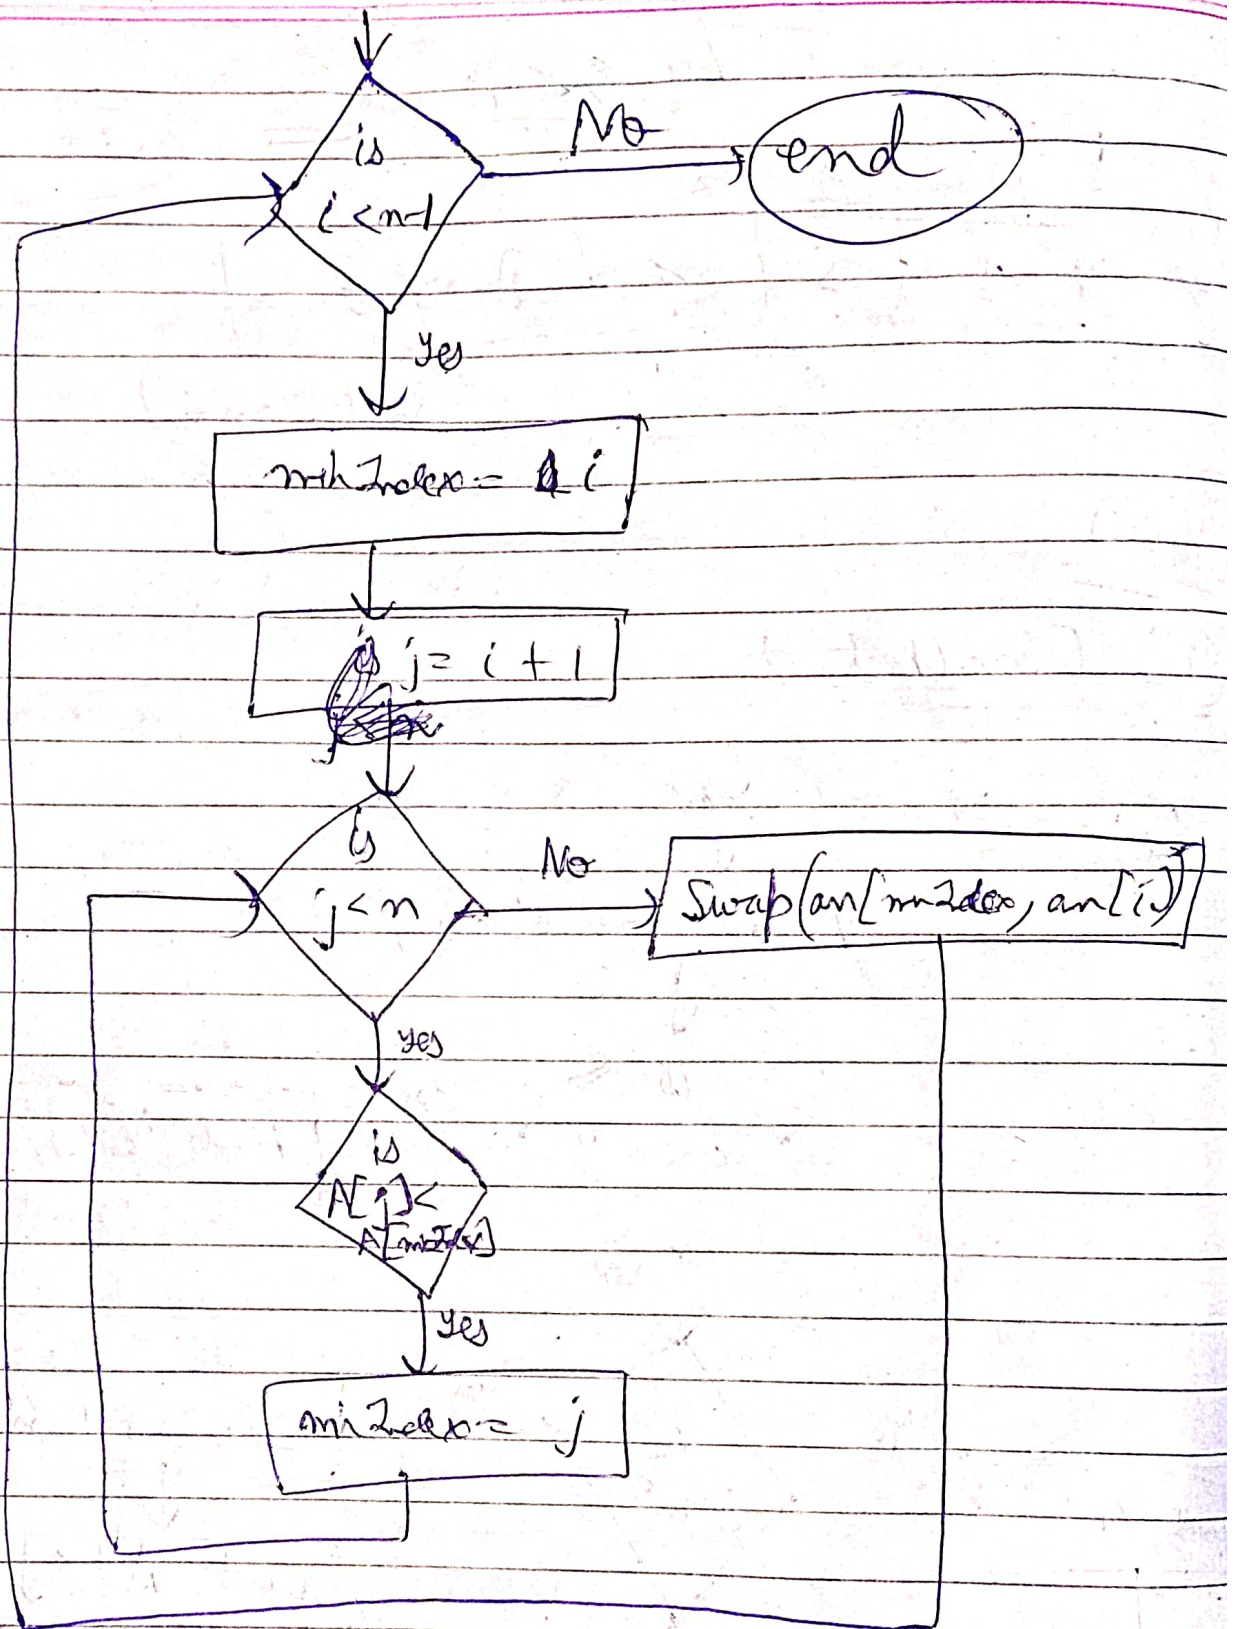 is
i < n-1
No
end
Yes
minIndex = i
j = i + 1
is
j < n
No
Swap(arr[minIndex, arr[i])
Yes
is
A[j] <
A[minIndex]
Yes
minIndex = j